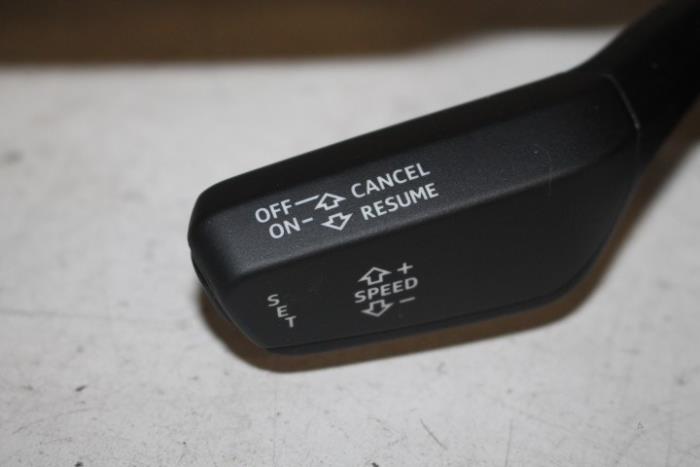 OFF CANCEL
ON- RESUME
+
SPEED
-
SET